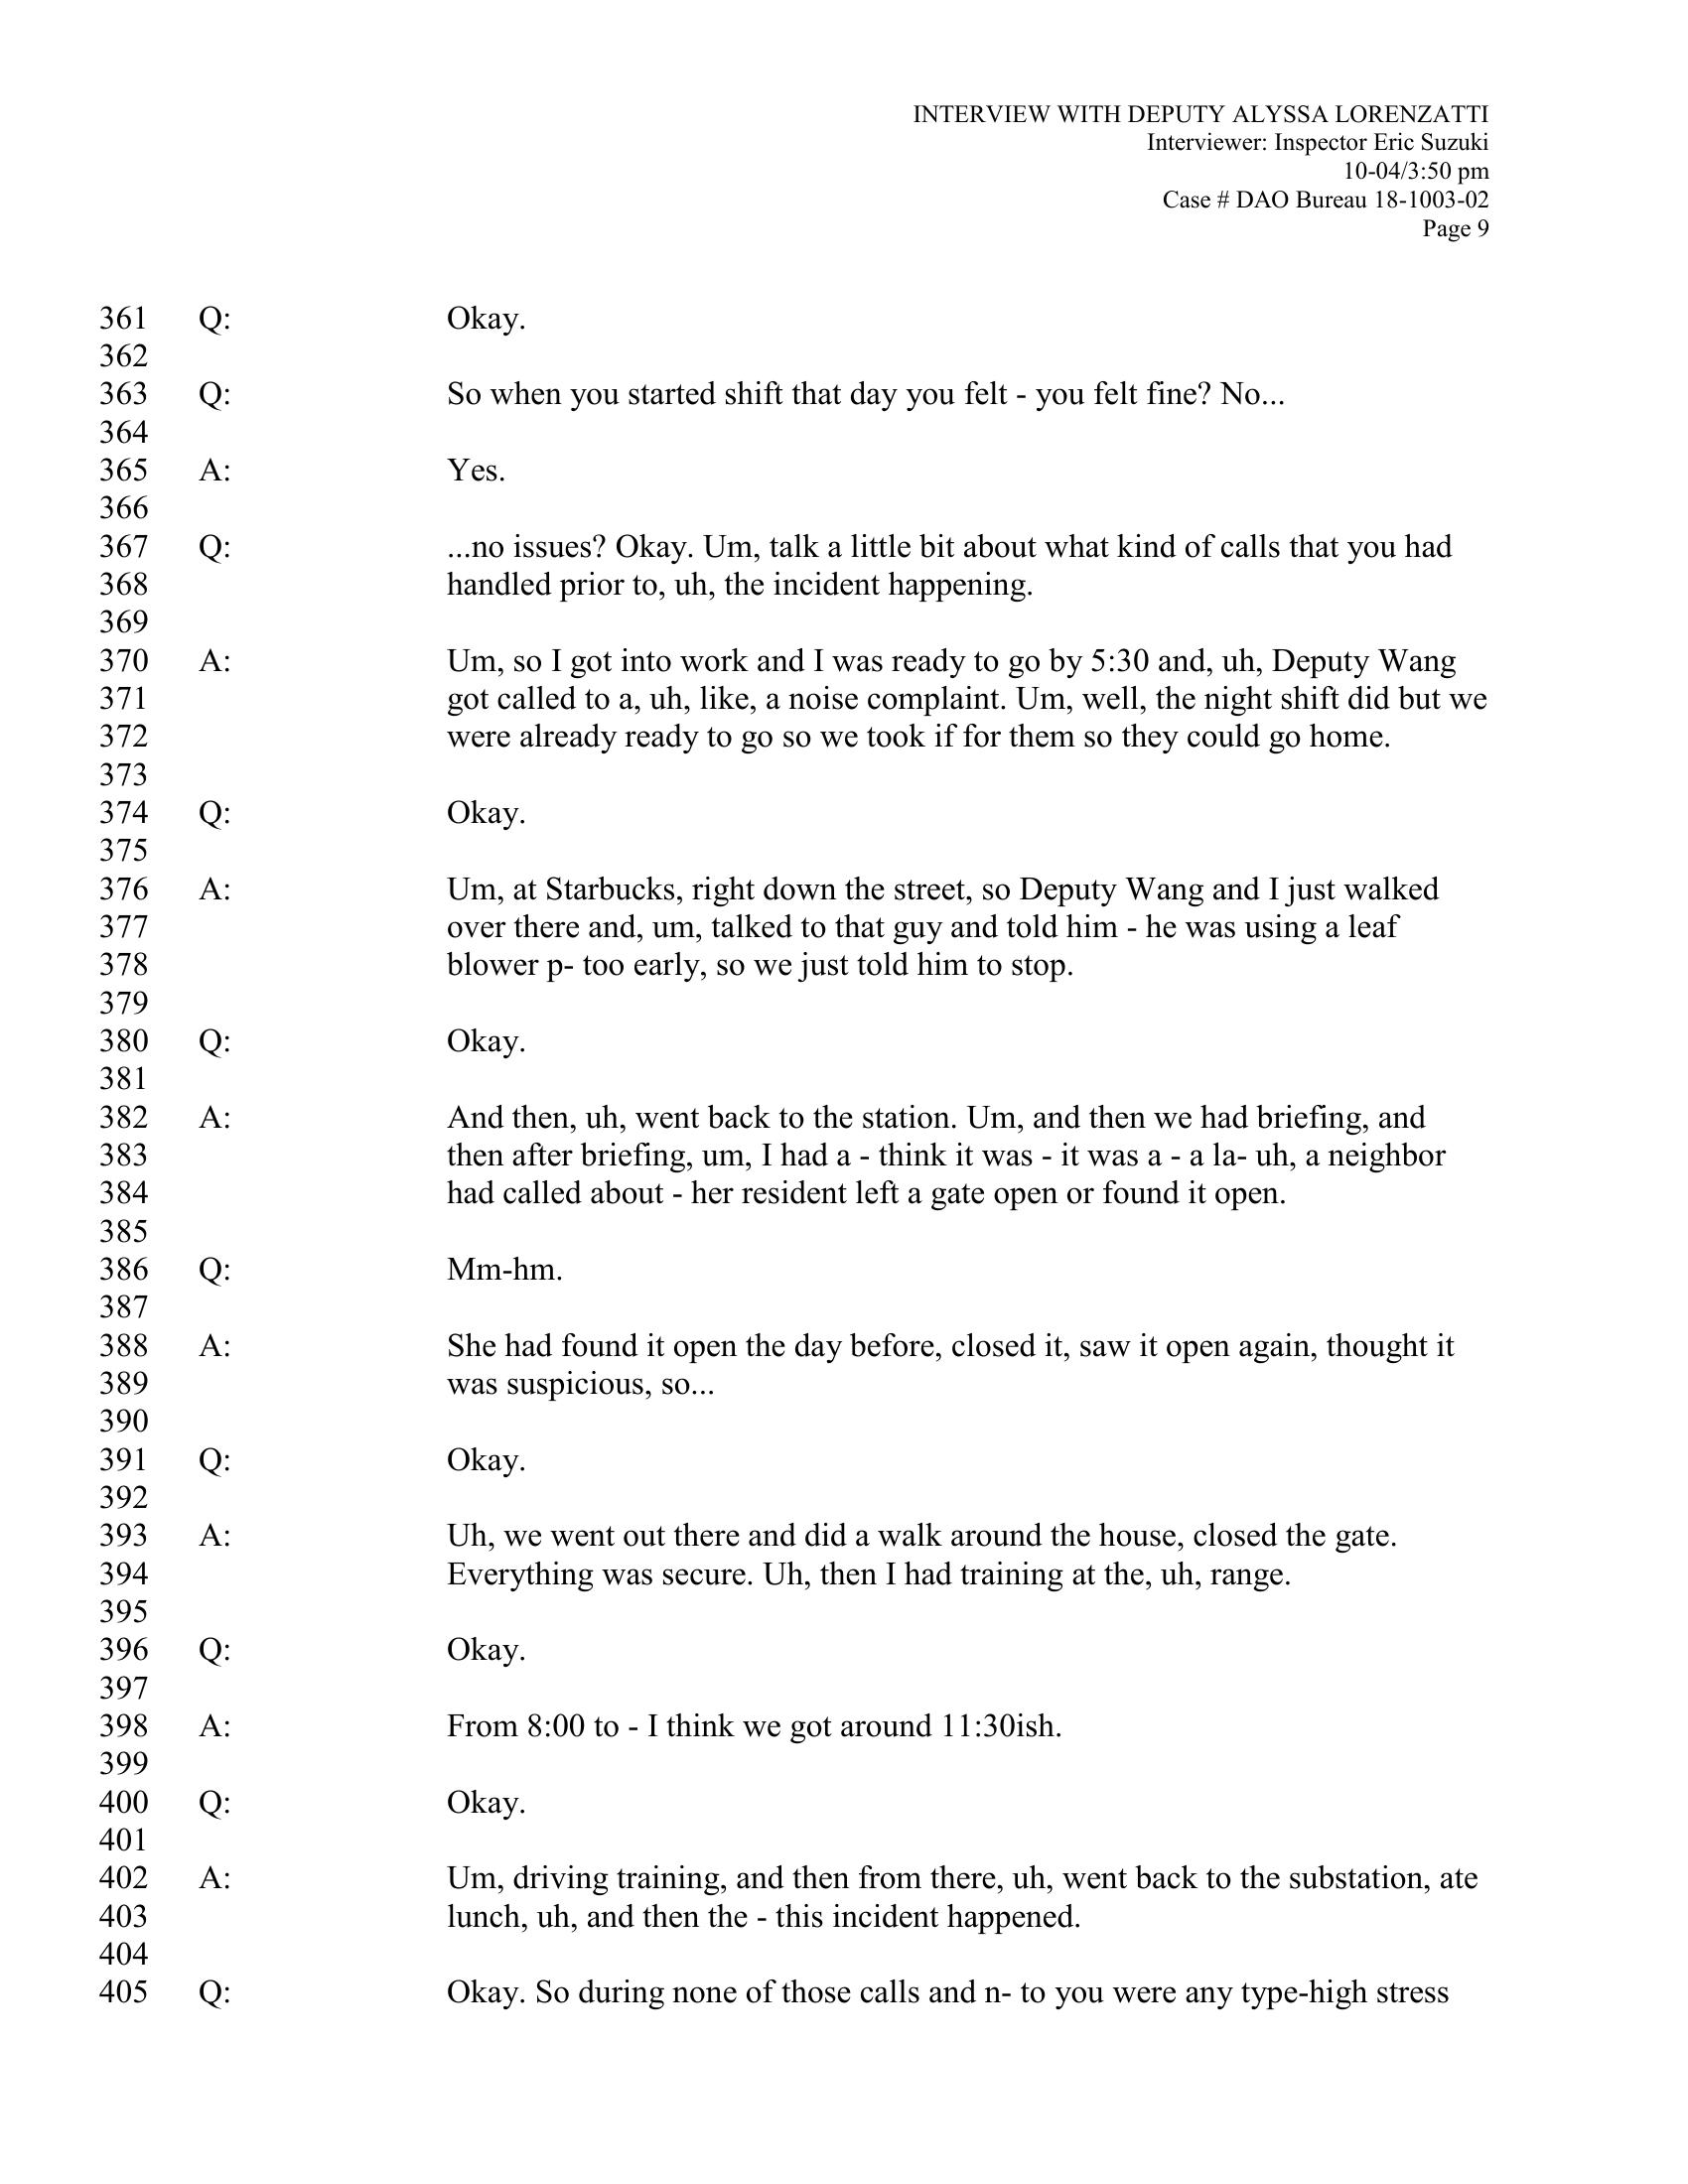 INTERVIEW WITH DEPUTY ALYSSA LORENZATTI
Interviewer: Inspector Eric Suzuki
10-04/3:50 pm
Case # DAO Bureau 18-1003-02
Page 9
361 Q: Okay.
362
363 Q: So when you started shift that day you felt - you felt fine? No...
364
365 A: Yes.
366
367 Q: ...no issues? Okay. Um, talk a little bit about what kind of calls that you had
368 handled prior to, uh, the incident happening.
369
370 A: Um, so I got into work and I was ready to go by 5:30 and, uh, Deputy Wang
371 got called to a, uh, like, a noise complaint. Um, well, the night shift did but we
372 were already ready to go so we took if for them so they could go home.
373
374 Q: Okay.
375
376 A: Um, at Starbucks, right down the street, so Deputy Wang and I just walked
377 over there and, um, talked to that guy and told him - he was using a leaf
378 blower p- too early, so we just told him to stop.
379
380 Q: Okay.
381
382 A: And then, uh, went back to the station. Um, and then we had briefing, and
383 then after briefing, um, I had a - think it was - it was a - a la- uh, a neighbor
384 had called about - her resident left a gate open or found it open.
385
386 Q: Mm-hm.
387
388 A: She had found it open the day before, closed it, saw it open again, thought it
389 was suspicious, so...
390
391 Q: Okay.
392
393 A: Uh, we went out there and did a walk around the house, closed the gate.
394 Everything was secure. Uh, then I had training at the, uh, range.
395
396 Q: Okay.
397
398 A: From 8:00 to - I think we got around 11:30ish.
399
400 Q: Okay.
401
402 A: Um, driving training, and then from there, uh, went back to the substation, ate
403 lunch, uh, and then the - this incident happened.
404
405 Q: Okay. So during none of those calls and n- to you were any type-high stress